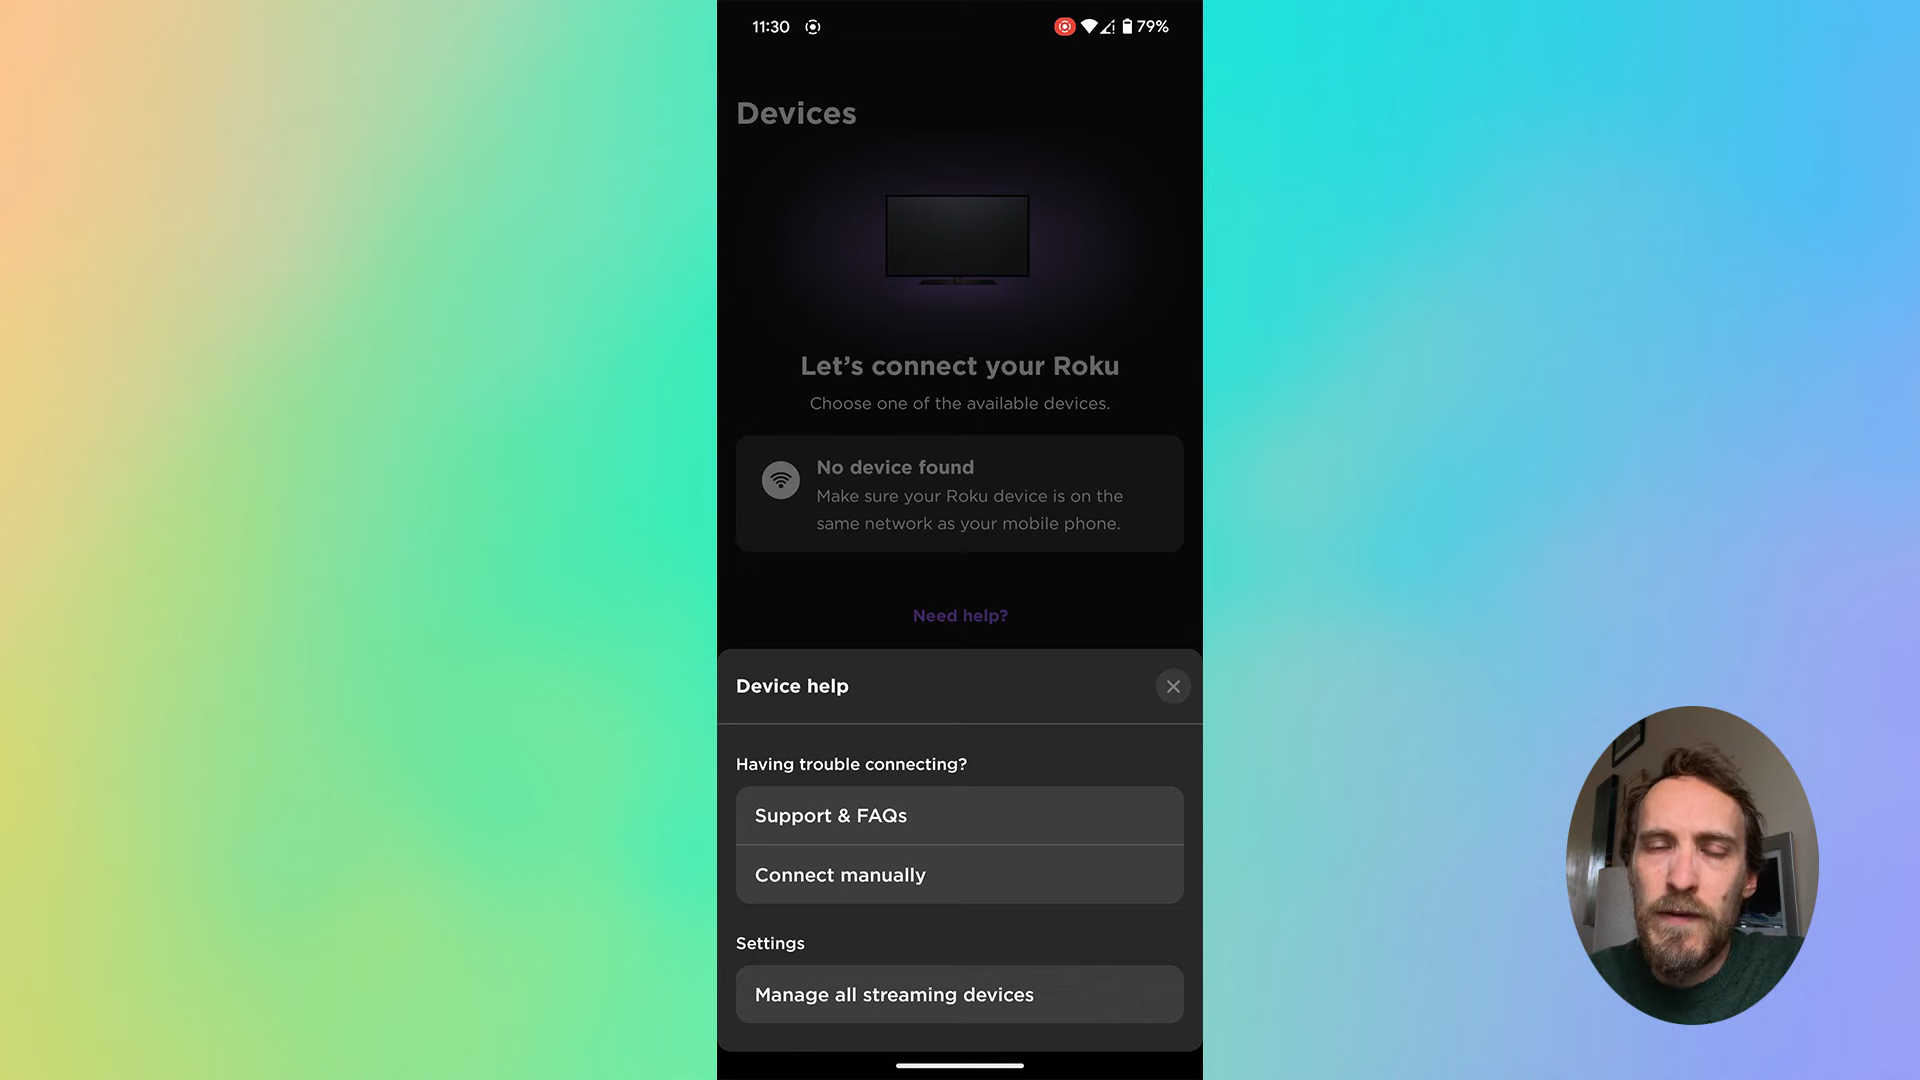 11:30
79%
Devices
Let's connect your Roku
Choose one of the available devices.
No device found
Make sure your Roku device is on the
same network as your mobile phone.
Need help?
Device help
Having trouble connecting?
Support & FAQs
Connect manually
Settings
Manage all streaming devices